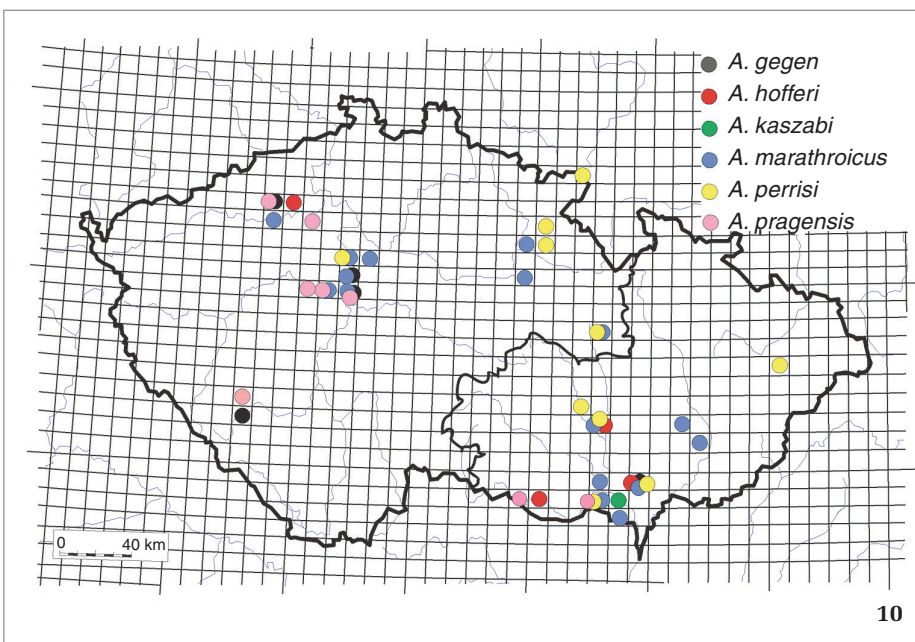 A. gegen
A. hofferi
A. kaszabi
A. marathroicus
A. perrisi
A. pragensis
0 40 km
10